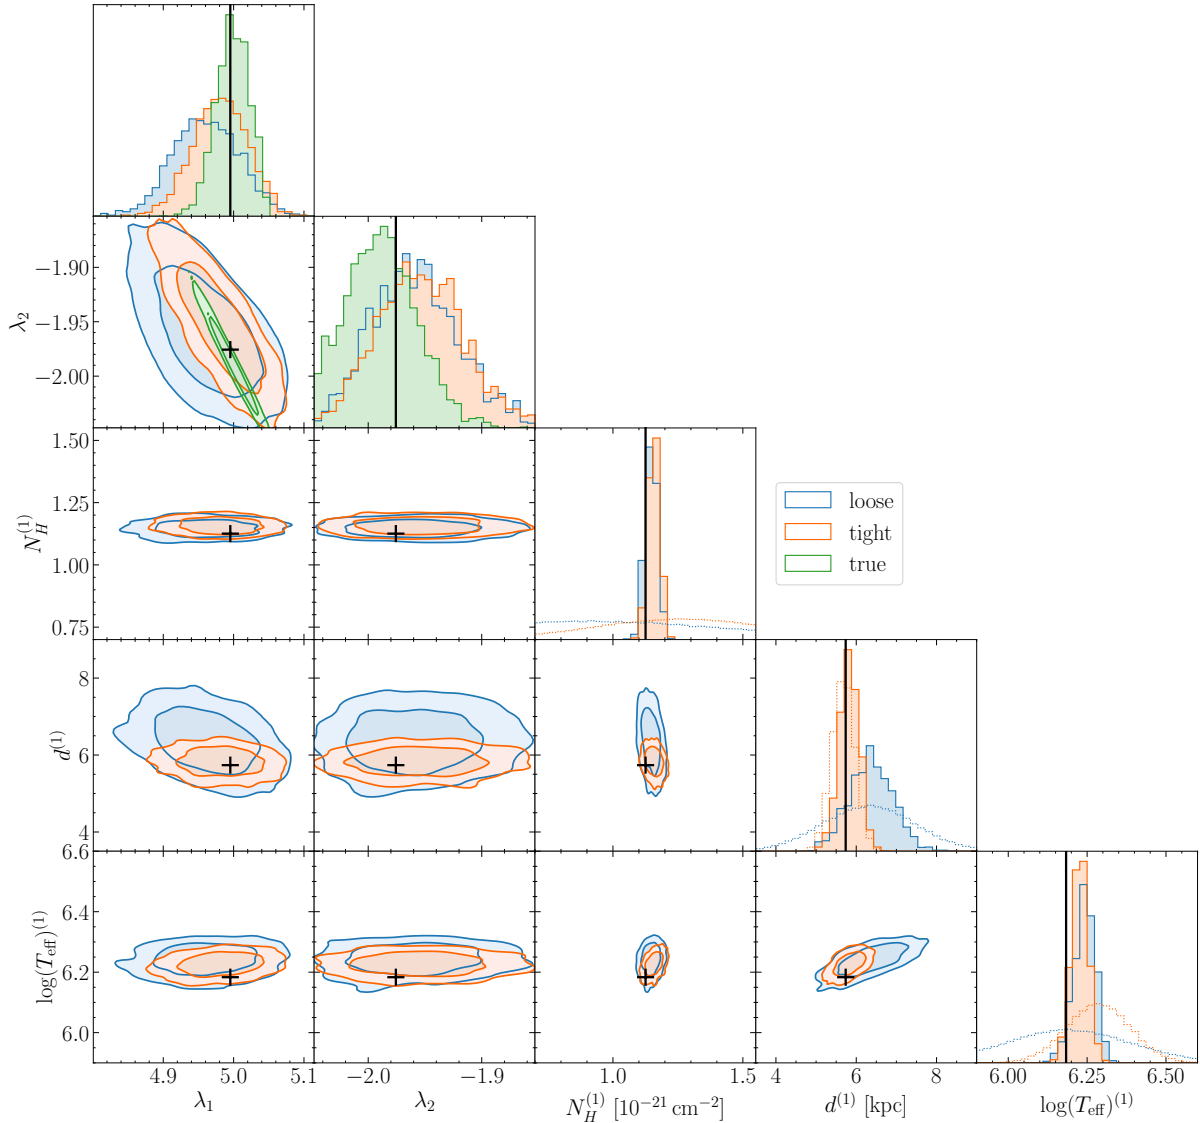 λ₂
−1.90
−1.95
−2.00
N_H^{(1)}
1.50
1.25
1.00
0.75
loose
tight
true
d^{(1)}
8
6
4
log(T_eff)^{(1)}
6.6
6.4
6.2
6.0
4.9 5.0 5.1 −2.0 −1.9 1.0 1.5 4 6 8 6.00 6.25 6.50
λ₁ λ₂ N_H^{(1)} [10^{−21} cm^{−2}] d^{(1)} [kpc] log(T_eff)^{(1)}